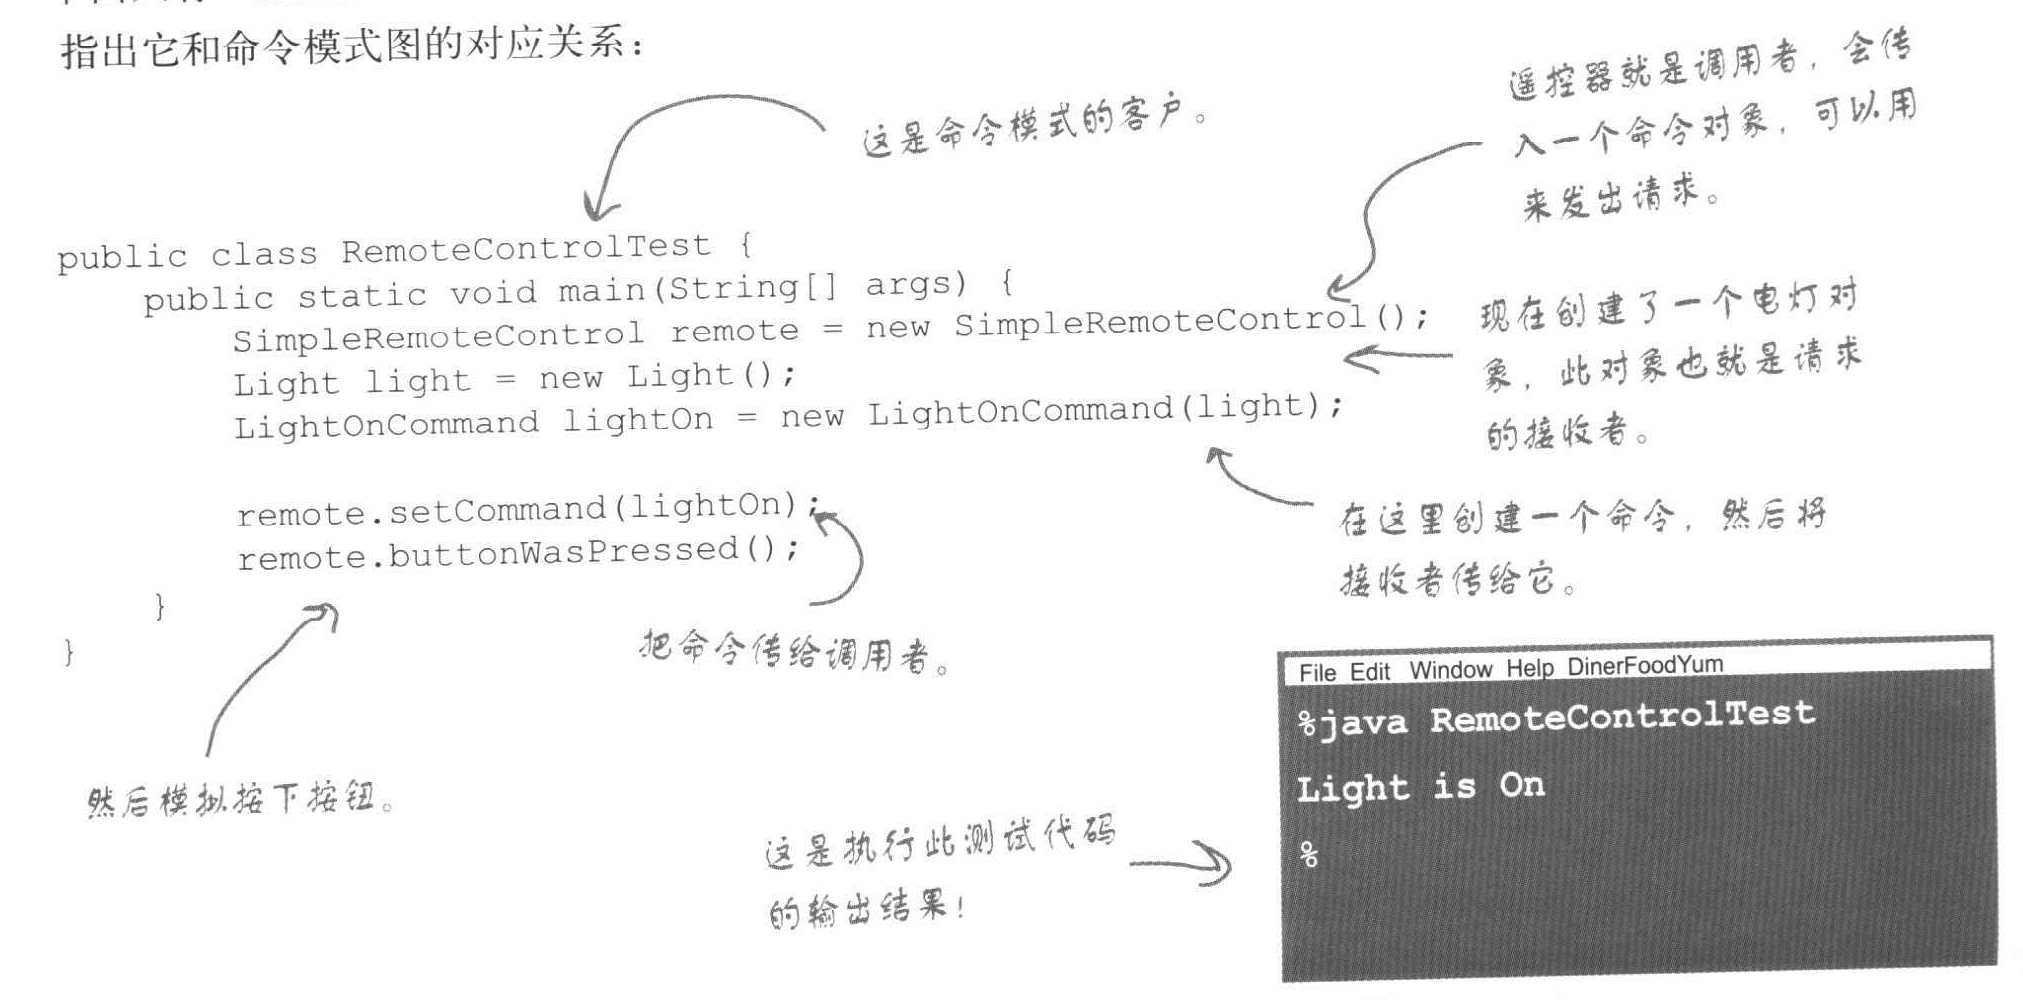 指出它和命令模式图的对应关系：
这是命令模式的客户。
遥控器就是调用者，会传
入一个命令对象，可以用
来发出请求。
public class RemoteControlTest {
public static void main(String[] args) {
SimpleRemoteControl remote = new SimpleRemoteControl();
Light light = new Light();
LightOnCommand lightOn = new LightOnCommand(light);
现在创建了一个电灯对
象，此对象也就是请求
的接收者。
remote.setCommand(lightOn);
remote.buttonWasPressed();
}
}
在这里创建一个命令，然后将
接收者传给它。
把命令传给调用者。
然后模拟按下按钮。
File Edit Window Help DinerFoodYum
%java RemoteControlTest
Light is On
%
这是执行此测试代码
的输出结果！